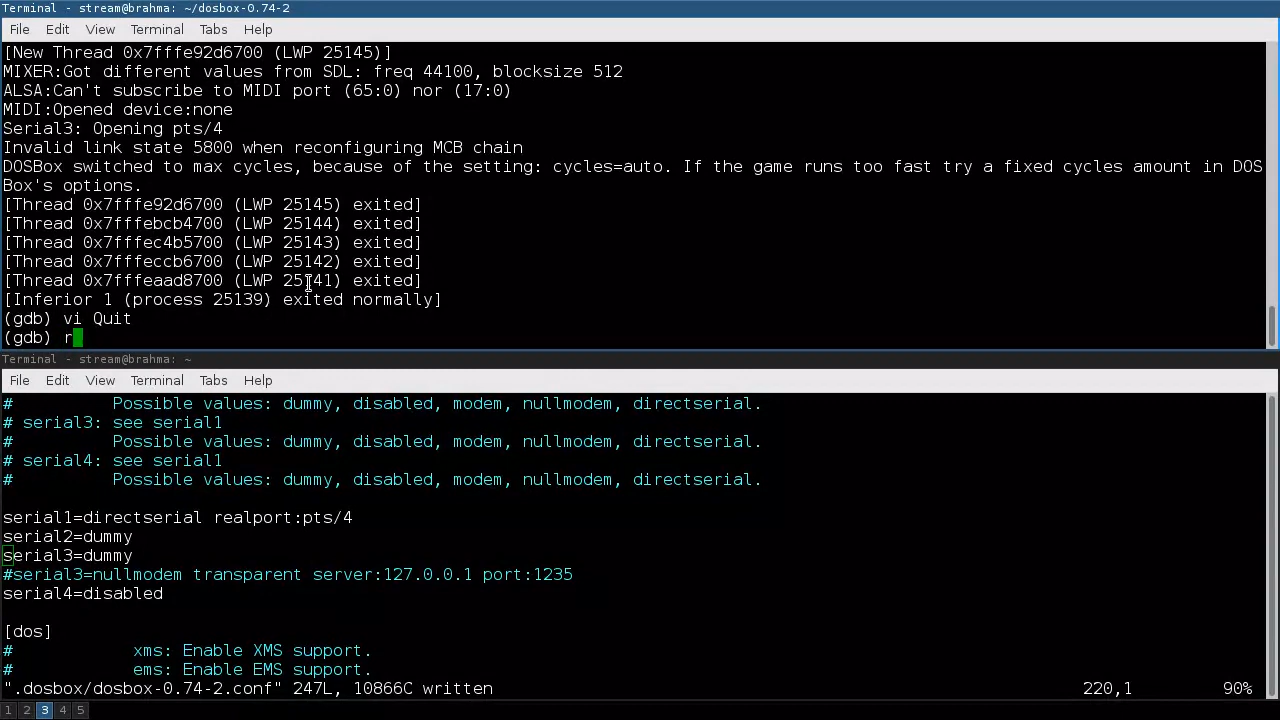 Terminal - stream@brahma: ~/dosbox-0.74-2
File Edit View Terminal Tabs Help
[New Thread 0x7fffe92d6700 (LWP 25145)]
MIXER:Got different values from SDL: freq 44100, blocksize 512
ALSA:Can't subscribe to MIDI port (65:0) nor (17:0)
MIDI:Opened device:none
Serial3: Opening pts/4
Invalid link state 5800 when reconfiguring MCB chain
DOSBox switched to max cycles, because of the setting: cycles=auto. If the game runs too fast try a fixed cycles amount in DOS
Box's options.
[Thread 0x7fffe92d6700 (LWP 25145) exited]
[Thread 0x7fffebcb4700 (LWP 25144) exited]
[Thread 0x7fffec4b5700 (LWP 25143) exited]
[Thread 0x7fffeccb6700 (LWP 25142) exited]
[Thread 0x7fffeaad8700 (LWP 25141) exited]
[Inferior 1 (process 25139) exited normally]
(gdb) vi Quit
(gdb) r
Terminal - stream@brahma: ~
File Edit View Terminal Tabs Help
# Possible values: dummy, disabled, modem, nullmodem, directserial.
# serial3: see serial1
# Possible values: dummy, disabled, modem, nullmodem, directserial.
# serial4: see serial1
# Possible values: dummy, disabled, modem, nullmodem, directserial.
serial1=directserial realport:pts/4
serial2=dummy
serial3=dummy
#serial3=nullmodem transparent server:127.0.0.1 port:1235
serial4=disabled
[dos]
# xms: Enable XMS support.
# ems: Enable EMS support.
".dosbox/dosbox-0.74-2.conf" 247L, 10866C written 220,1 90%
1 2 3 4 5